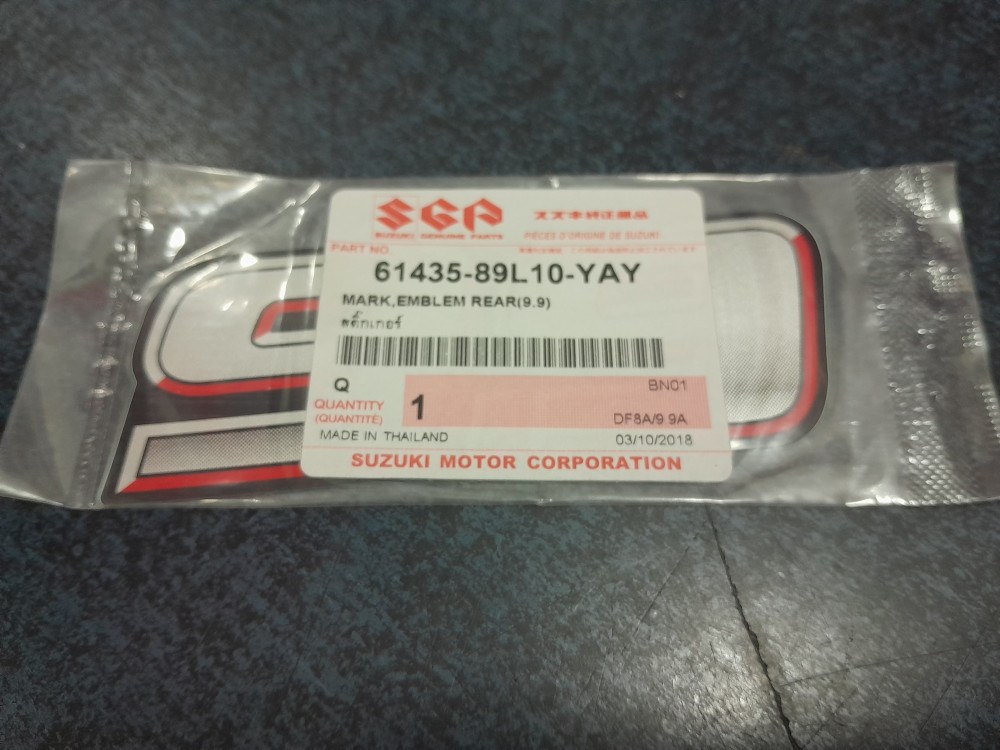 SGP
SUZUKI GENUINE PARTS
スズキ純正部品
PIÈCES D'ORIGINE DE SUZUKI
PART NO.
61435-89L10-YAY
MARK,EMBLEM REAR(9.9)
สติ๊กเกอร์
Q
BN01
QUANTITY
(QUANTITÉ)
1
DF8A/9.9A
MADE IN THAILAND
03/10/2018
SUZUKI MOTOR CORPORATION